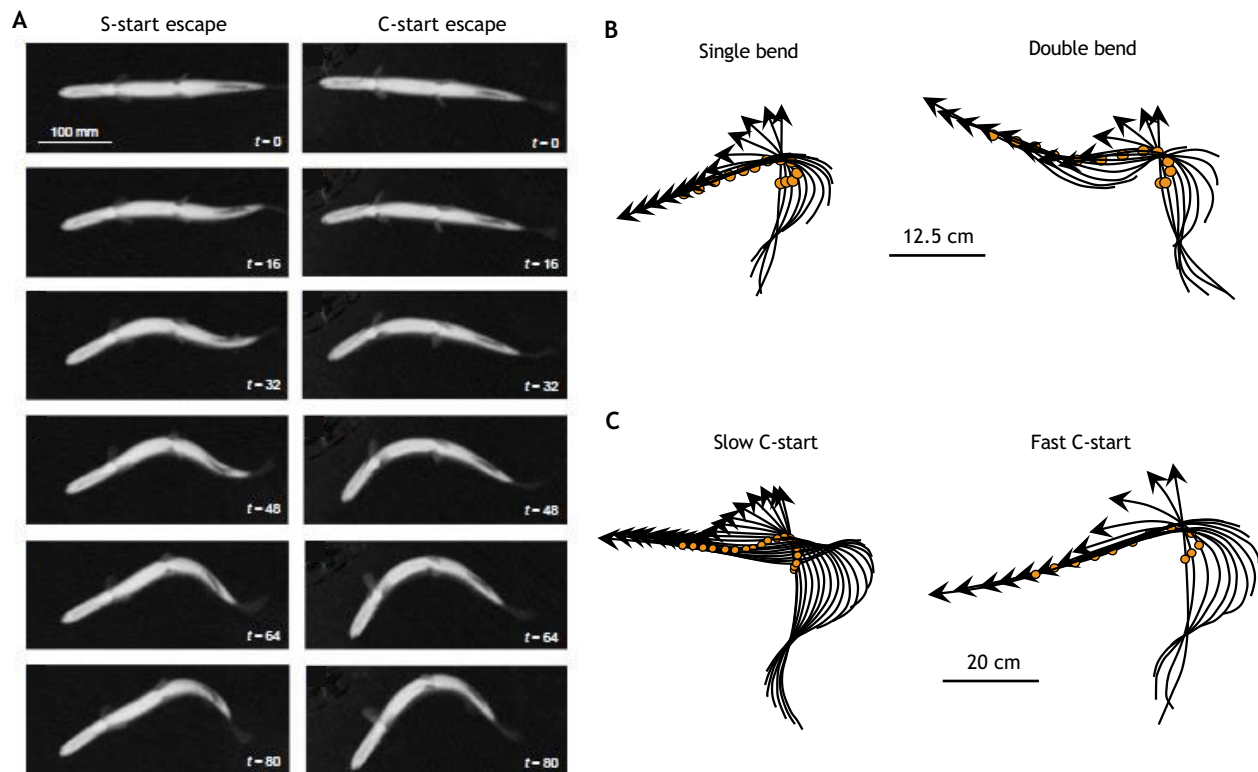 A
S-start escape
C-start escape
100 mm
t=0
t=0
t=16
t=16
t=32
t=32
t=48
t=48
t=64
t=64
t=80
t=80
B
Single bend
Double bend
12.5 cm
C
Slow C-start
Fast C-start
20 cm